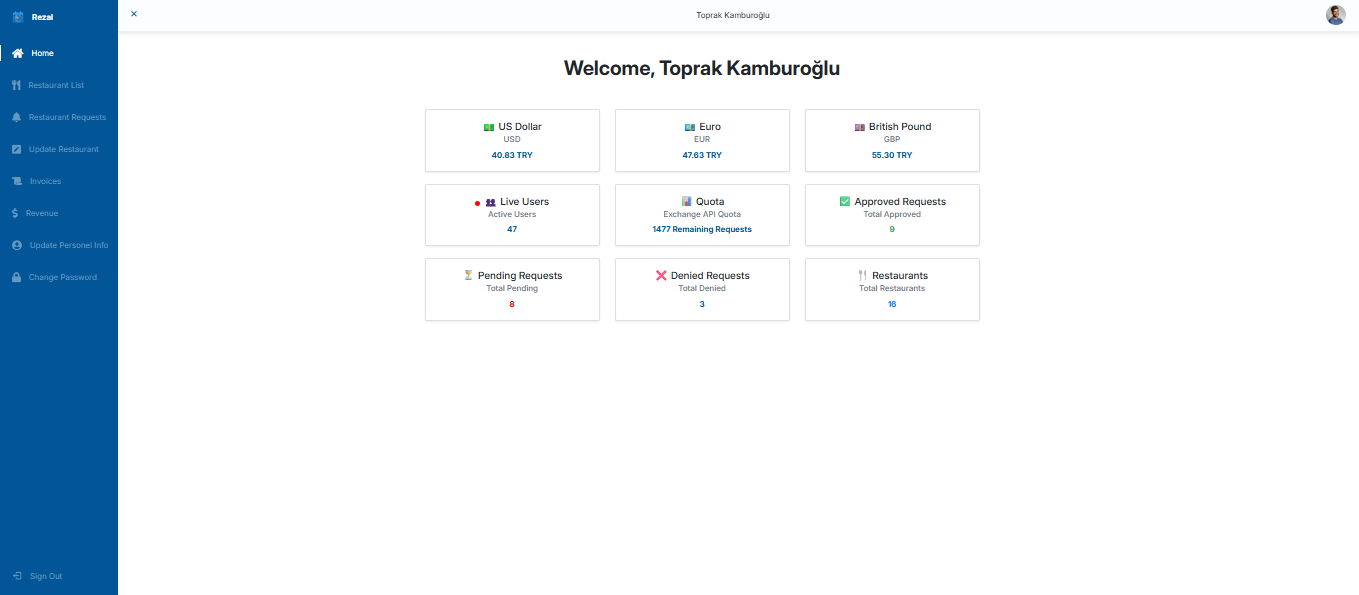 Rezal
Home
Restaurant List
Restaurant Requests
Update Restaurant
Invoices
Revenue
Update Personel Info
Change Password
Sign Out
Toprak Kamburoğlu
Welcome, Toprak Kamburoğlu
US Dollar
USD
40.83 TRY
Euro
EUR
47.63 TRY
British Pound
GBP
55.30 TRY
Live Users
Active Users
47
Quota
Exchange API Quota
1477 Remaining Requests
Approved Requests
Total Approved
9
Pending Requests
Total Pending
8
Denied Requests
Total Denied
3
Restaurants
Total Restaurants
16